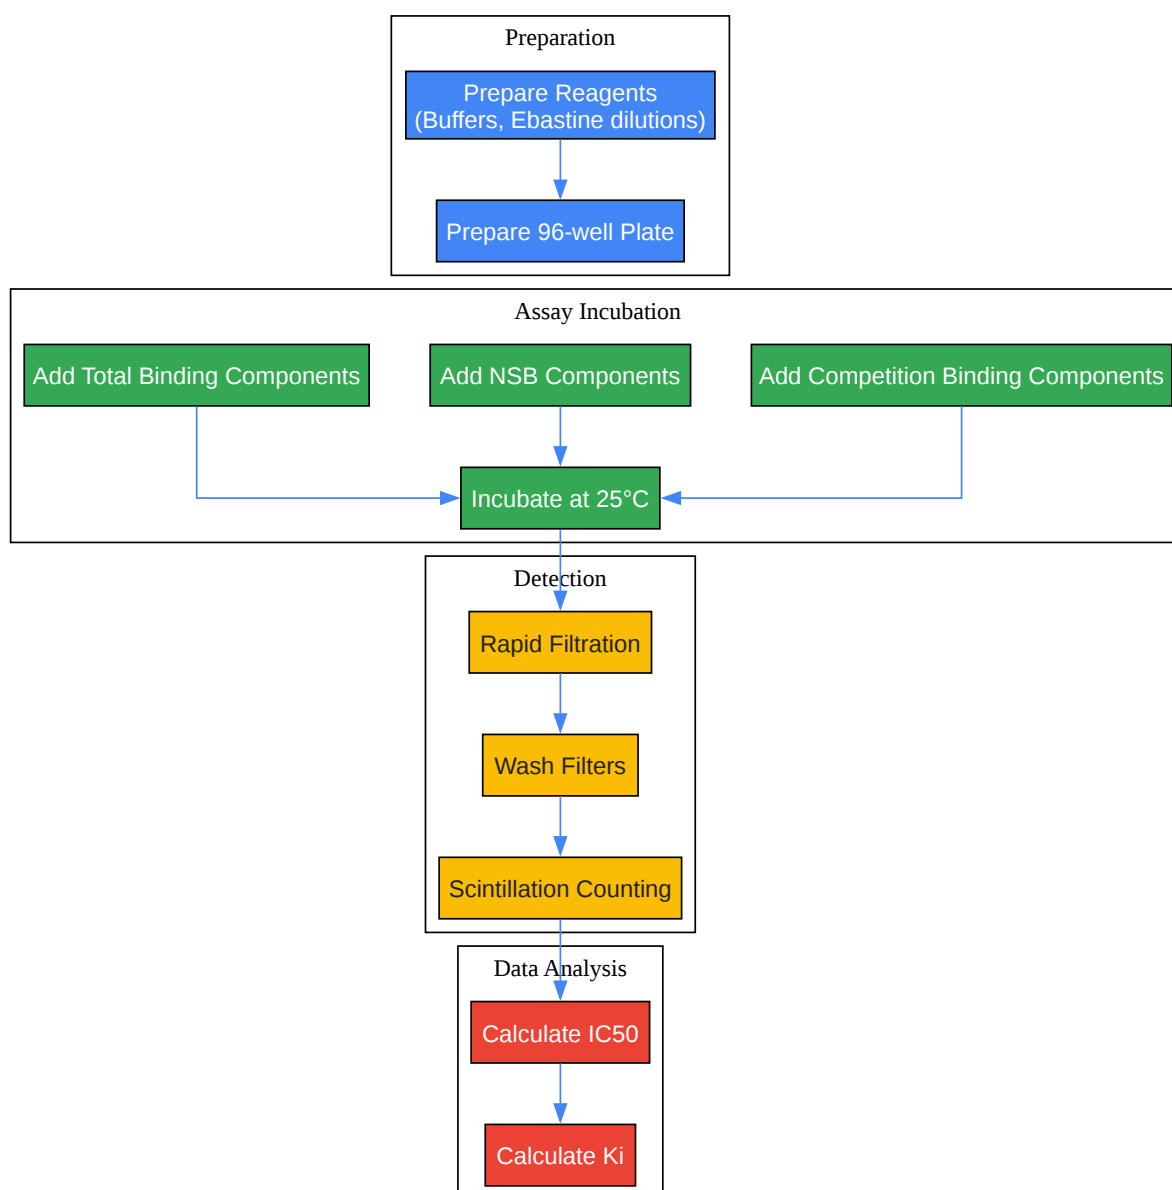 Preparation
Prepare Reagents
(Buffers, Ebastine dilutions)
Prepare 96-well Plate
Assay Incubation
Add Total Binding Components
Add NSB Components
Add Competition Binding Components
Incubate at 25°C
Detection
Rapid Filtration
Wash Filters
Scintillation Counting
Data Analysis
Calculate IC50
Calculate Ki